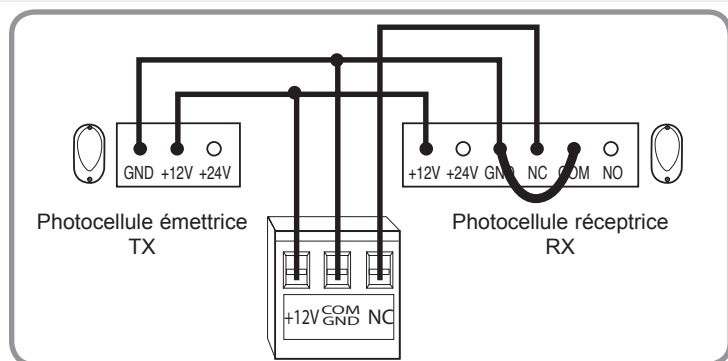 GND +12V +24V
+12V +24V GND NC COM NO
Photocellule émettrice
TX
Photocellule réceptrice
RX
+12V COM GND NC